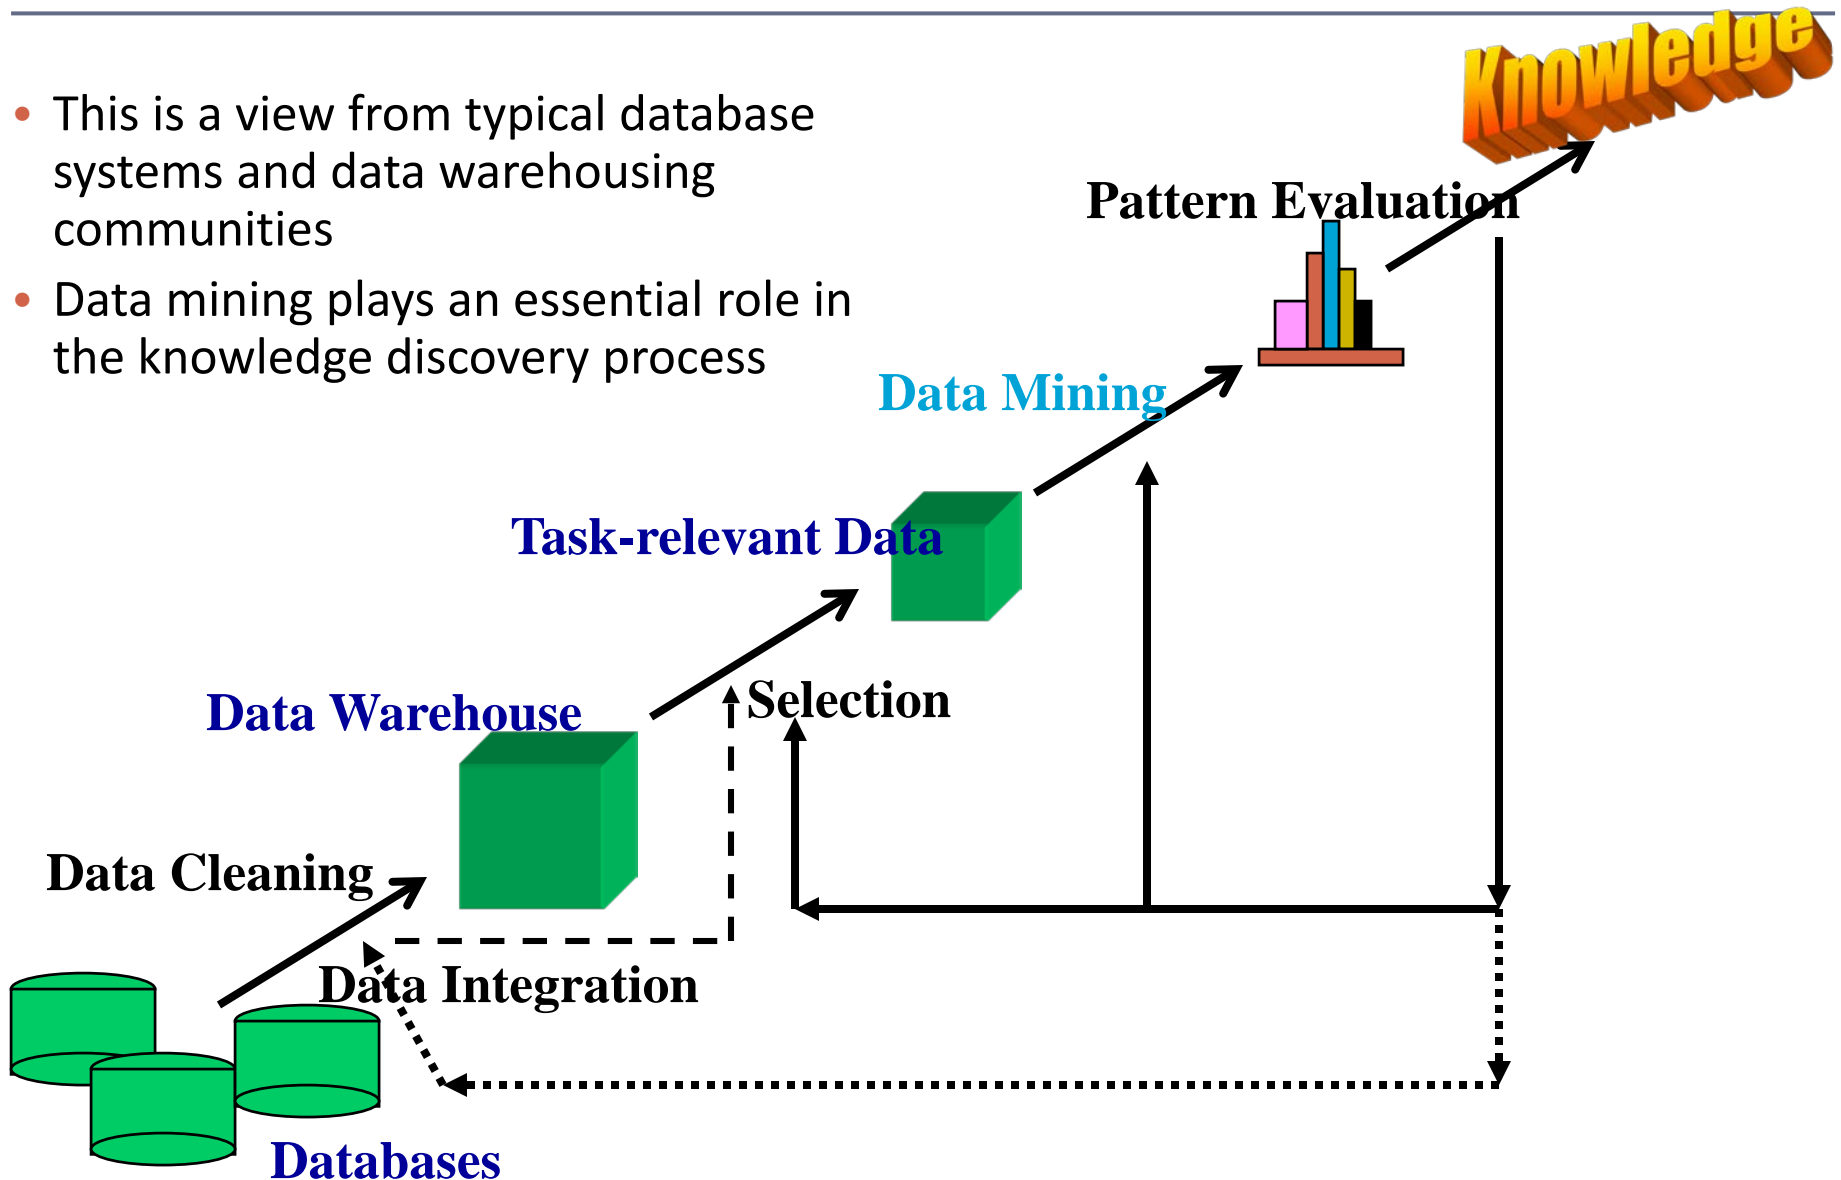 Knowledge
• This is a view from typical database
systems and data warehousing
communities
• Data mining plays an essential role in
the knowledge discovery process
Pattern Evaluation
Data Mining
Task-relevant Data
Selection
Data Warehouse
Data Cleaning
Data Integration
Databases